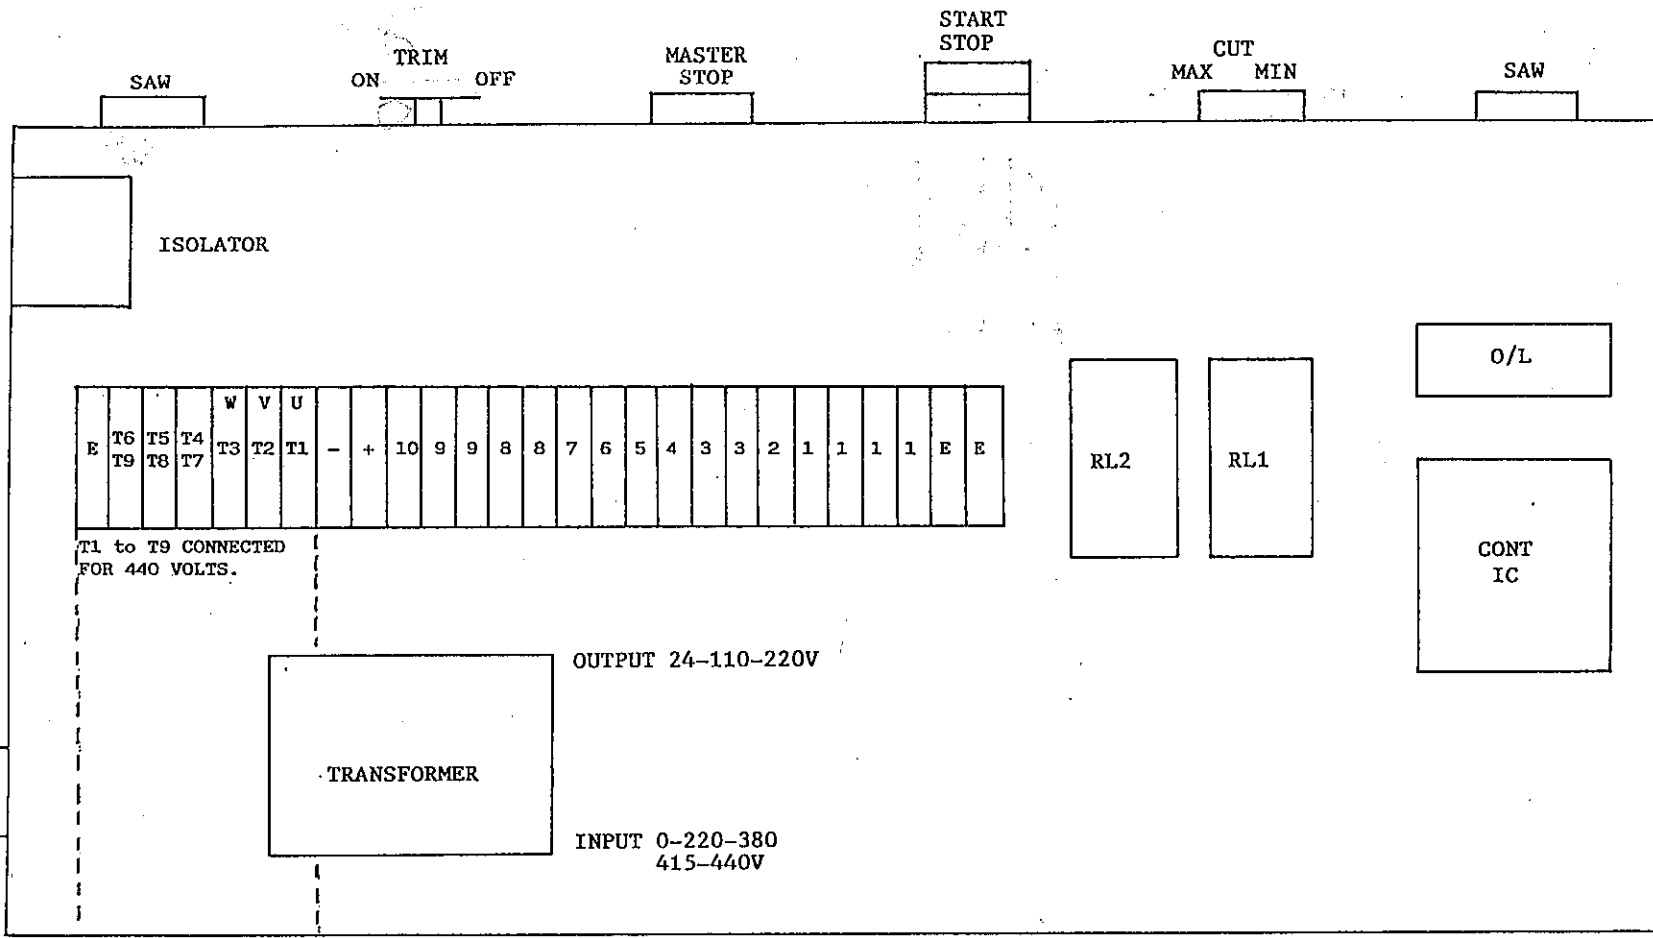 START
STOP
TRIM
ON OFF
SAW
MASTER
STOP
CUT
MAX MIN
SAW
ISOLATOR
O/L
W V U
E T6 T5 T4 T3 T2 T1 - + 10 9 9 8 8 7 6 5 4 3 3 2 1 1 1 1 E E
T9 T8 T7
RL2
RL1
T1 to T9 CONNECTED
FOR 440 VOLTS.
CONT
IC
OUTPUT 24-110-220V
TRANSFORMER
INPUT 0-220-380
415-440V